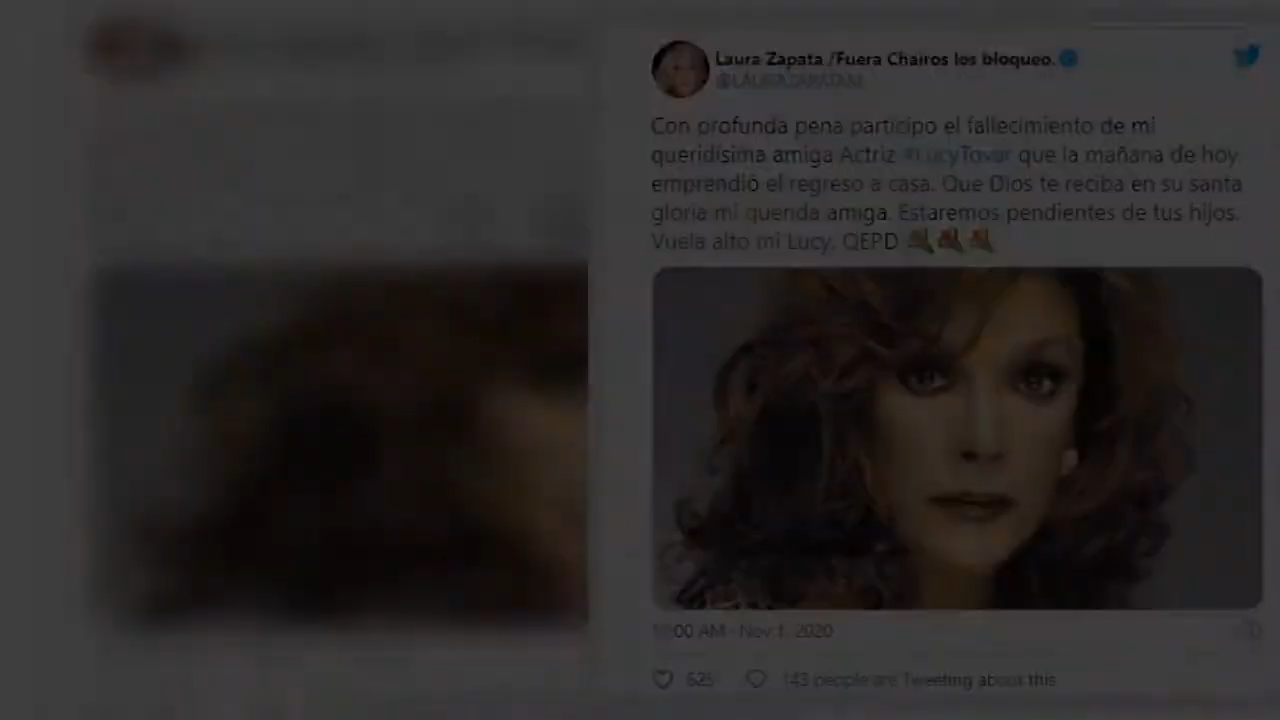 Laura Zapata /Fuera Chairos los bloqueo.
Con profunda pena participo el fallecimiento de mi
queridísima amiga Actriz #LucyTovar que la mañana de hoy
emprendió el regreso a casa. Que Dios te reciba en su santa
gloria mi querida amiga. Estaremos pendientes de tus hijos.
Vuela alto mi Lucy. QEPD
00 AM · Nov 1, 2020
143 people are Tweeting about this